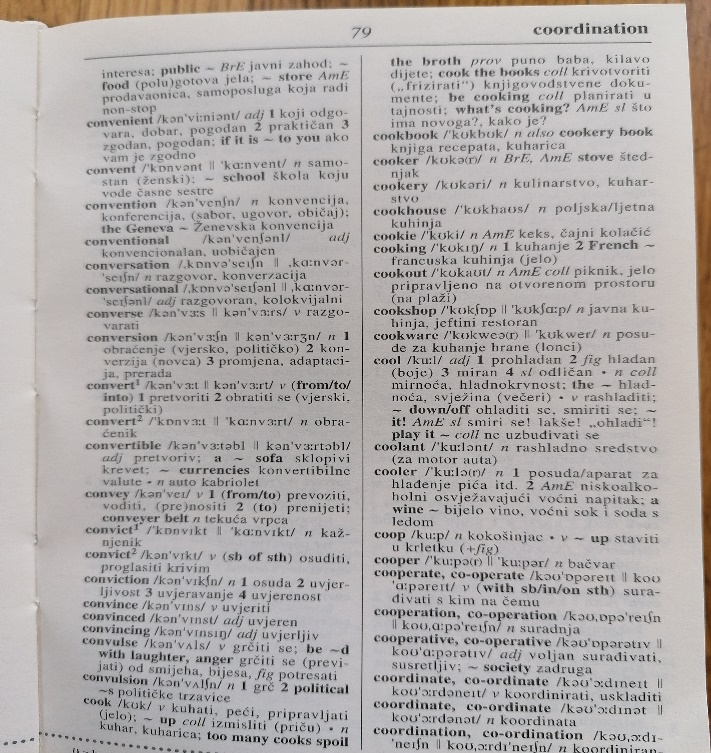 79
coordination
interesa; public ~ BrE javni zahod; ~
food (polu)gotova jela; ~ store AmE
prodavaonica, samoposluga koja radi
non-stop
convenient /kən'vi:niənt/ adj 1 koji odgo-
vara, dobar, pogodan 2 praktičan 3
zgodan, pogodan; if it is ~ to you ako
vam je zgodno
convent /'kɒnvənt || 'kɑ:nvent/ n samo-
stan (ženski); ~ school škola koju
vode časne sestre
convention /kən'venʃn/ n konvencija,
konferencija, (sabor, ugovor, običaj);
the Geneva ~ Ženevska konvencija
conventional /kən'venʃənl/ adj
konvencionalan, uobičajen
conversation /,kɒnvə'seɪʃn || ,kɑ:nvər-
'seɪʃn/ n razgovor, konverzacija
conversational /,kɒnvə'seɪʃənl || ,kɑ:nvər-
'seɪʃənl/ adj razgovoran, kolokvijalni
converse /kən'vɜ:s || kən'vɜ:rs/ v razgo-
varati
conversion /kən'vɜ:ʃn || kən'vɜ:rʒn/ n 1
obraćenje (vjersko, političko) 2 kon-
verzija (novca) 3 promjena, adaptaci-
ja, prerada
convert¹ /kən'vɜ:t || kən'vɜ:rt/ v (from/to/
into) 1 pretvoriti 2 obratiti se (vjerski,
politički)
convert² /'kɒnvɜ:t || 'kɑ:nvɜ:rt/ n obra-
ćenik
convertible /kən'vɜ:təbl || kən'vɜ:rtəbl/
adj pretvoriv; a ~ sofa sklopivi
krevet; ~ currencies konvertibilne
valute • n auto kabriolet
convey /kən'veɪ/ v 1 (from/to) prevoziti,
voditi, (pre)nositi 2 (to) prenijeti;
conveyer belt n tekuća vrpca
convict¹ /'kɒnvɪkt || 'kɑ:nvɪkt/ n kaž-
njenik
convict² /kən'vɪkt/ v (sb of sth) osuditi,
proglasiti krivim
conviction /kən'vɪkʃn/ n 1 osuda 2 uvjer-
ljivost 3 uvjeravanje 4 uvjerenost
convince /kən'vɪns/ v uvjeriti
convinced /kən'vɪnst/ adj uvjeren
convincing /kən'vɪnsɪŋ/ adj uvjerljiv
convulse /kən'vʌls/ v grčiti se; be ~d
with laughter, anger grčiti se (previ-
jati) od smijeha, bijesa, fig potresati
convulsion /kən'vʌlʃn/ n 1 grč 2 political
~s političke trzavice
cook /kʊk/ v kuhati, peći, pripravljati
(jelo); ~ up coll izmisliti (priču) • n
kuhar, kuharica; too many cooks spoil
the broth prov puno baba, kilavo
dijete; cook the books coll krivotvoriti
(„frizirati") knjigovodstvene doku-
mente; be cooking coll planirati u
tajnosti; what's cooking? AmE sl što
ima novoga?, kako je?
cookbook /'kʊkbʊk/ n also cookery book
knjiga recepata, kuharica
cooker /kʊkə(r)/ n BrE, AmE stove šted-
njak
cookery /kʊkəri/ n kulinarstvo, kuhar-
stvo
cookhouse /'kʊkhaʊs/ n poljska/ljetna
kuhinja
cookie /'kʊki/ n AmE keks, čajni kolačić
cooking /'kʊkɪŋ/ n 1 kuhanje 2 French ~
francuska kuhinja (jelo)
cookout /'kʊkaʊt/ n AmE coll piknik, jelo
pripravljeno na otvorenom prostoru
(na plaži)
cookshop /'kʊkʃɒp || 'kʊkʃɑ:p/ n javna ku-
hinja, jeftini restoran
cookware /'kʊkweə(r) || 'kʊkwer/ n posu-
đe za kuhanje hrane (lonci)
cool /ku:l/ adj 1 prohladan 2 fig hladan
(boje) 3 miran 4 sl odličan • n coll
mirnoća, hladnokrvnost; the ~ hlad-
noća, svježina (večeri) • v rashladiti;
~ down/off ohladiti se, smiriti se; ~
it! AmE sl smiri se! lakše! „ohladi"!
play it ~ coll ne uzbuđivati se
coolant /'ku:lənt/ n rashladno sredstvo
(za motor auta)
cooler /'ku:lə(r)/ n 1 posuda/aparat za
hlađenje pića itd. 2 AmE niskoalko-
holni osvježavajući voćni napitak; a
wine ~ bijelo vino, voćni sok i soda s
ledom
coop /ku:p/ n kokošinjac • v ~ up staviti
u krletku (+fig)
cooper /'ku:pə(r) || 'ku:pər/ n bačvar
cooperate, co-operate /kəʊ'ɒpəreɪt || koʊ
'ɑ:pəreɪt/ v (with sb/in/on sth) sura-
đivati s kim na čemu
cooperation, co-operation /kəʊ,ɒpə'reɪʃn
|| koʊ,ɑ:pə'reɪʃn/ n suradnja
cooperative, co-operative /kəʊ'ɒpərətɪv ||
koʊ'ɑ:pərətɪv/ adj voljan surađivati,
susretljiv; ~ society zadruga
coordinate, co-ordinate /kəʊ'ɔ:dɪneɪt ||
koʊ'ɔ:rdəneɪt/ v koordinirati, uskladiti
coordinate, co-ordinate /kəʊ'ɔ:dɪnət ||
koʊ'ɔ:rdənət/ n koordinata
coordination, co-ordination /kəʊ,ɔ:dɪ-
'neɪʃn || koʊ,ɔ:rdɪ'neɪʃn/ n koordiniran-